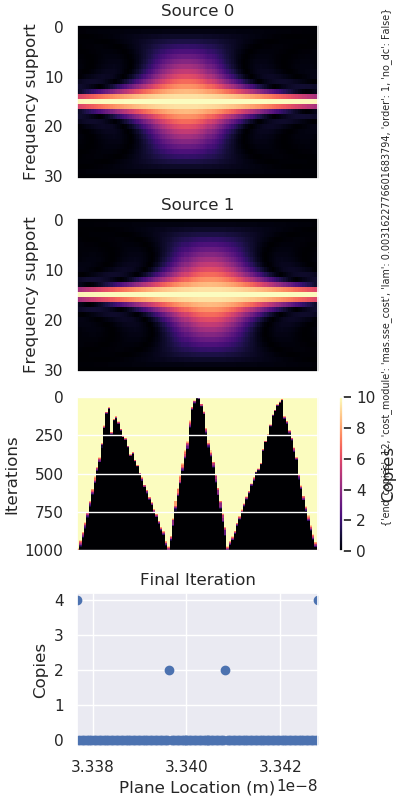 Source 0
0
10
20
30
Frequency support
Source 1
0
10
20
30
Frequency support
0
250
500
750
1000
Iterations
10
8
6
4
2
0
Copies
Final Iteration
4
3
2
1
0
Copies
3.338 3.340 3.342
Plane Location (m) 1e−8
2, 'cost_module': 'mas.sse_cost', 'lam': 0.0031622776601683794, 'order': 1, 'no_dc': False}